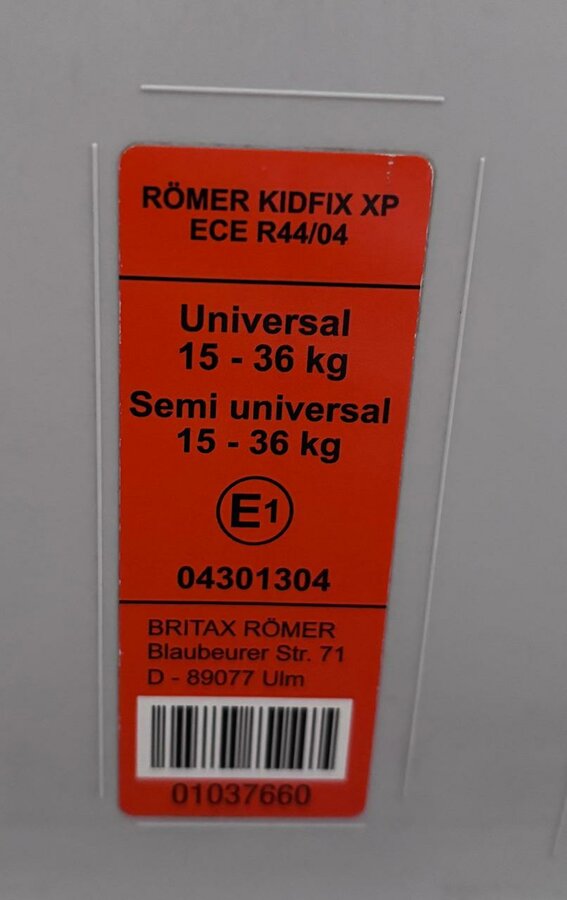 RÖMER KIDFIX XP
ECE R44/04
Universal
15 - 36 kg
Semi universal
15 - 36 kg
E1
04301304
BRITAX RÖMER
Blaubeurer Str. 71
D - 89077 Ulm
01037660